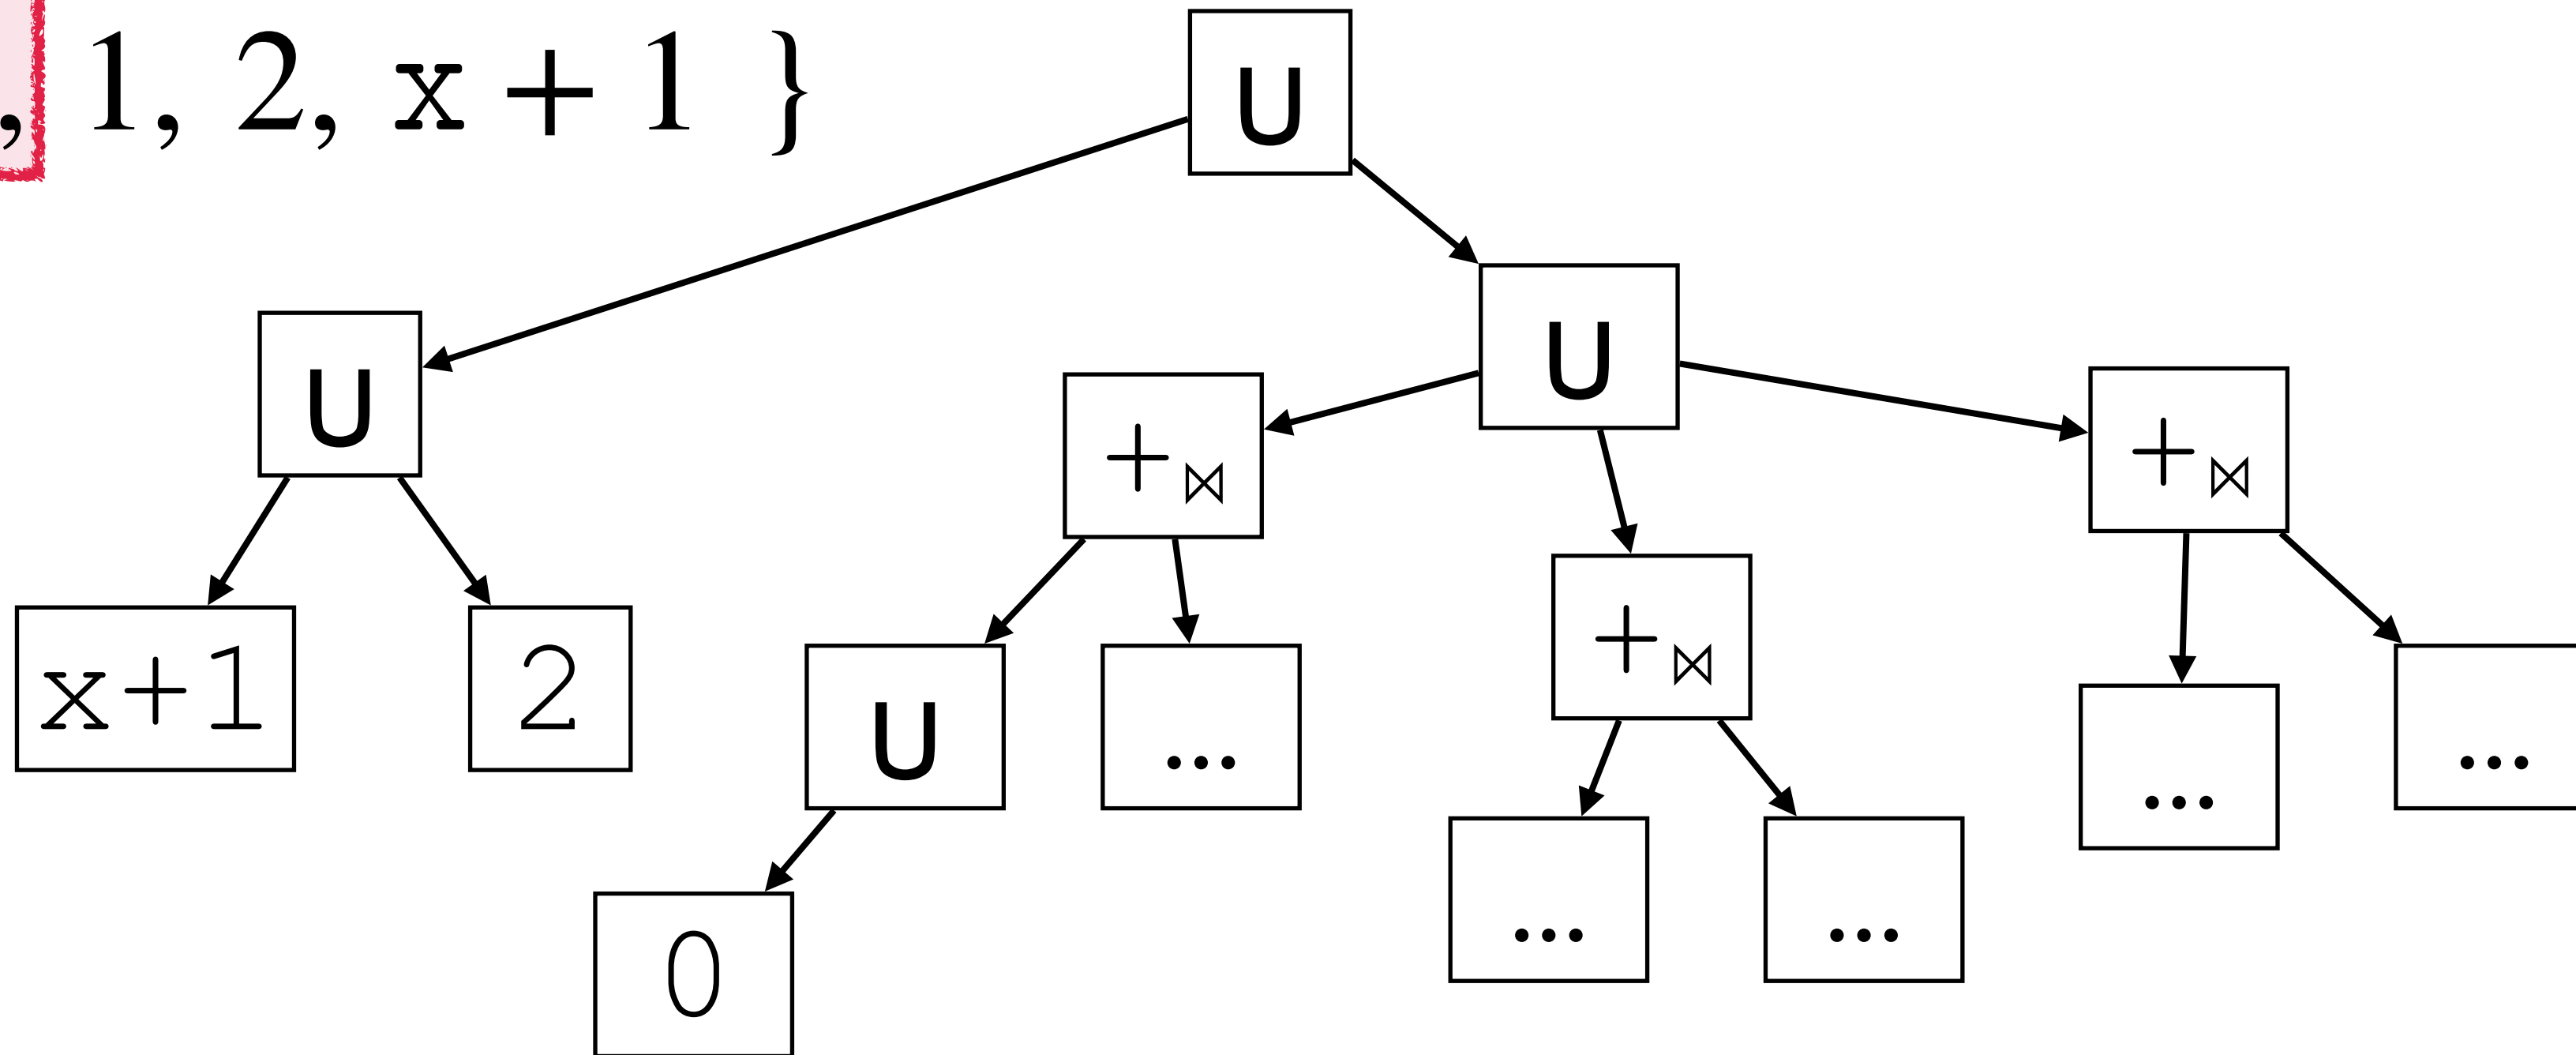 , 1, 2, x + 1 }
U
U
U
+⋈
+⋈
+⋈
x+1
2
U
...
...
...
...
...
0